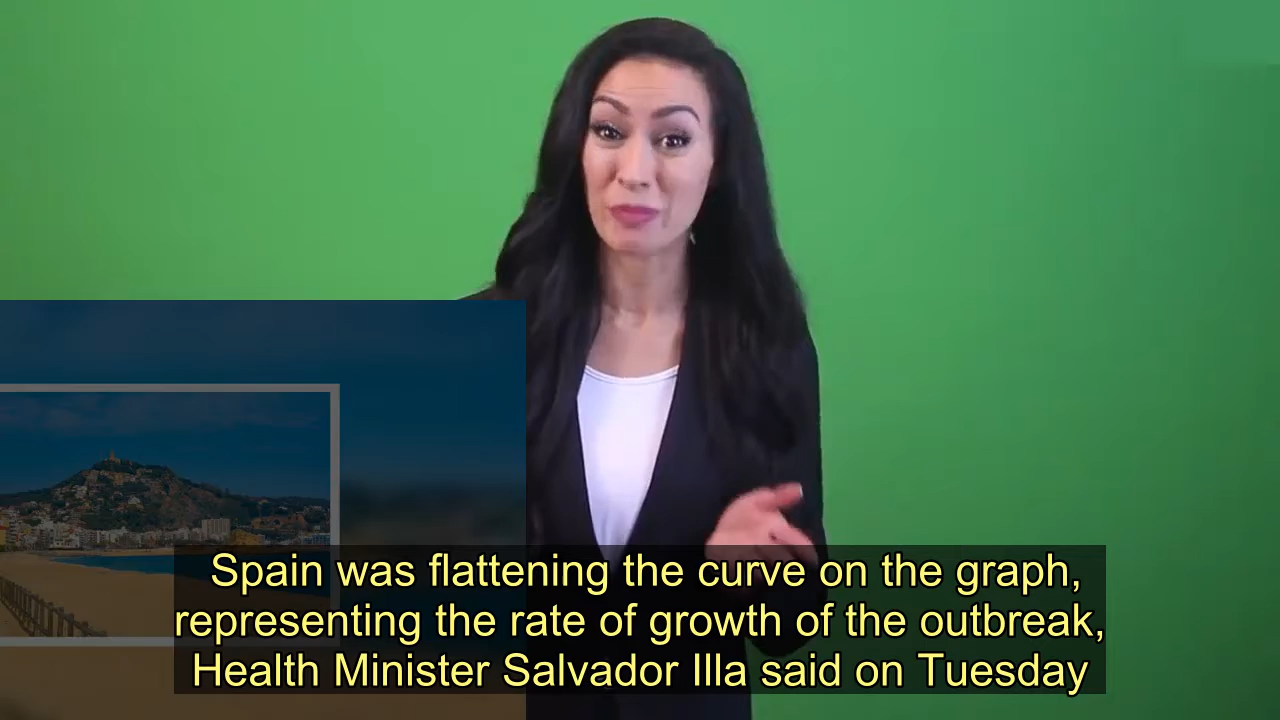 Spain was flattening the curve on the graph,
representing the rate of growth of the outbreak,
Health Minister Salvador Illa said on Tuesday